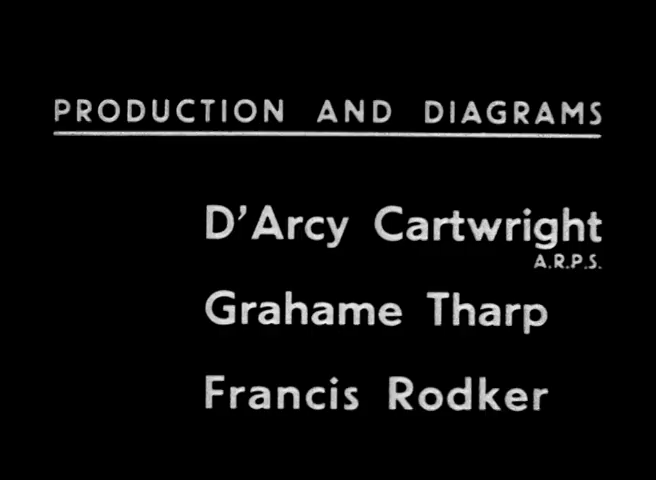 PRODUCTION AND DIAGRAMS
D'Arcy Cartwright
A.R.P.S.
Grahame Tharp
Francis Rodker